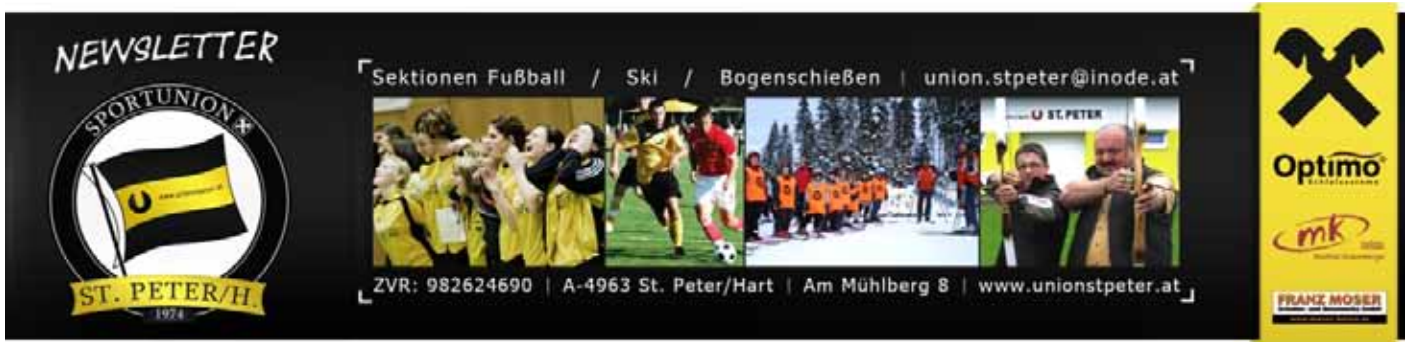 NEWSLETTER
SPORTUNION
ST. PETER/H.
1974
Sektionen Fußball / Ski / Bogenschießen | union.stpeter@inode.at
ST. PETER
ZVR: 982624690 | A-4963 St. Peter/Hart | Am Mühlberg 8 | www.unionstpeter.at
Optimo
Schlafsysteme
mk
FRANZ MOSER